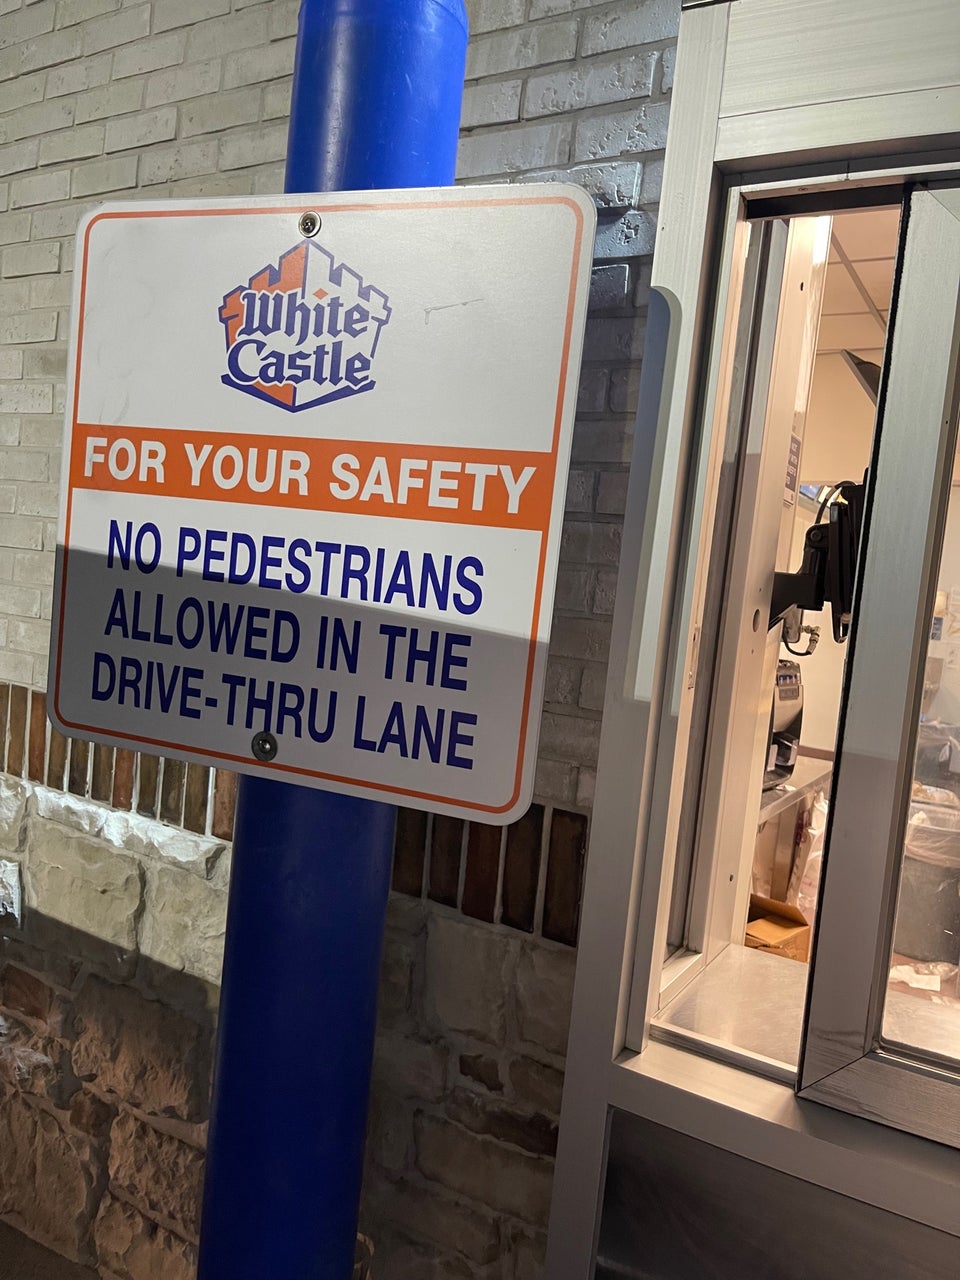 White
Castle
FOR YOUR SAFETY
NO PEDESTRIANS
ALLOWED IN THE
DRIVE-THRU LANE